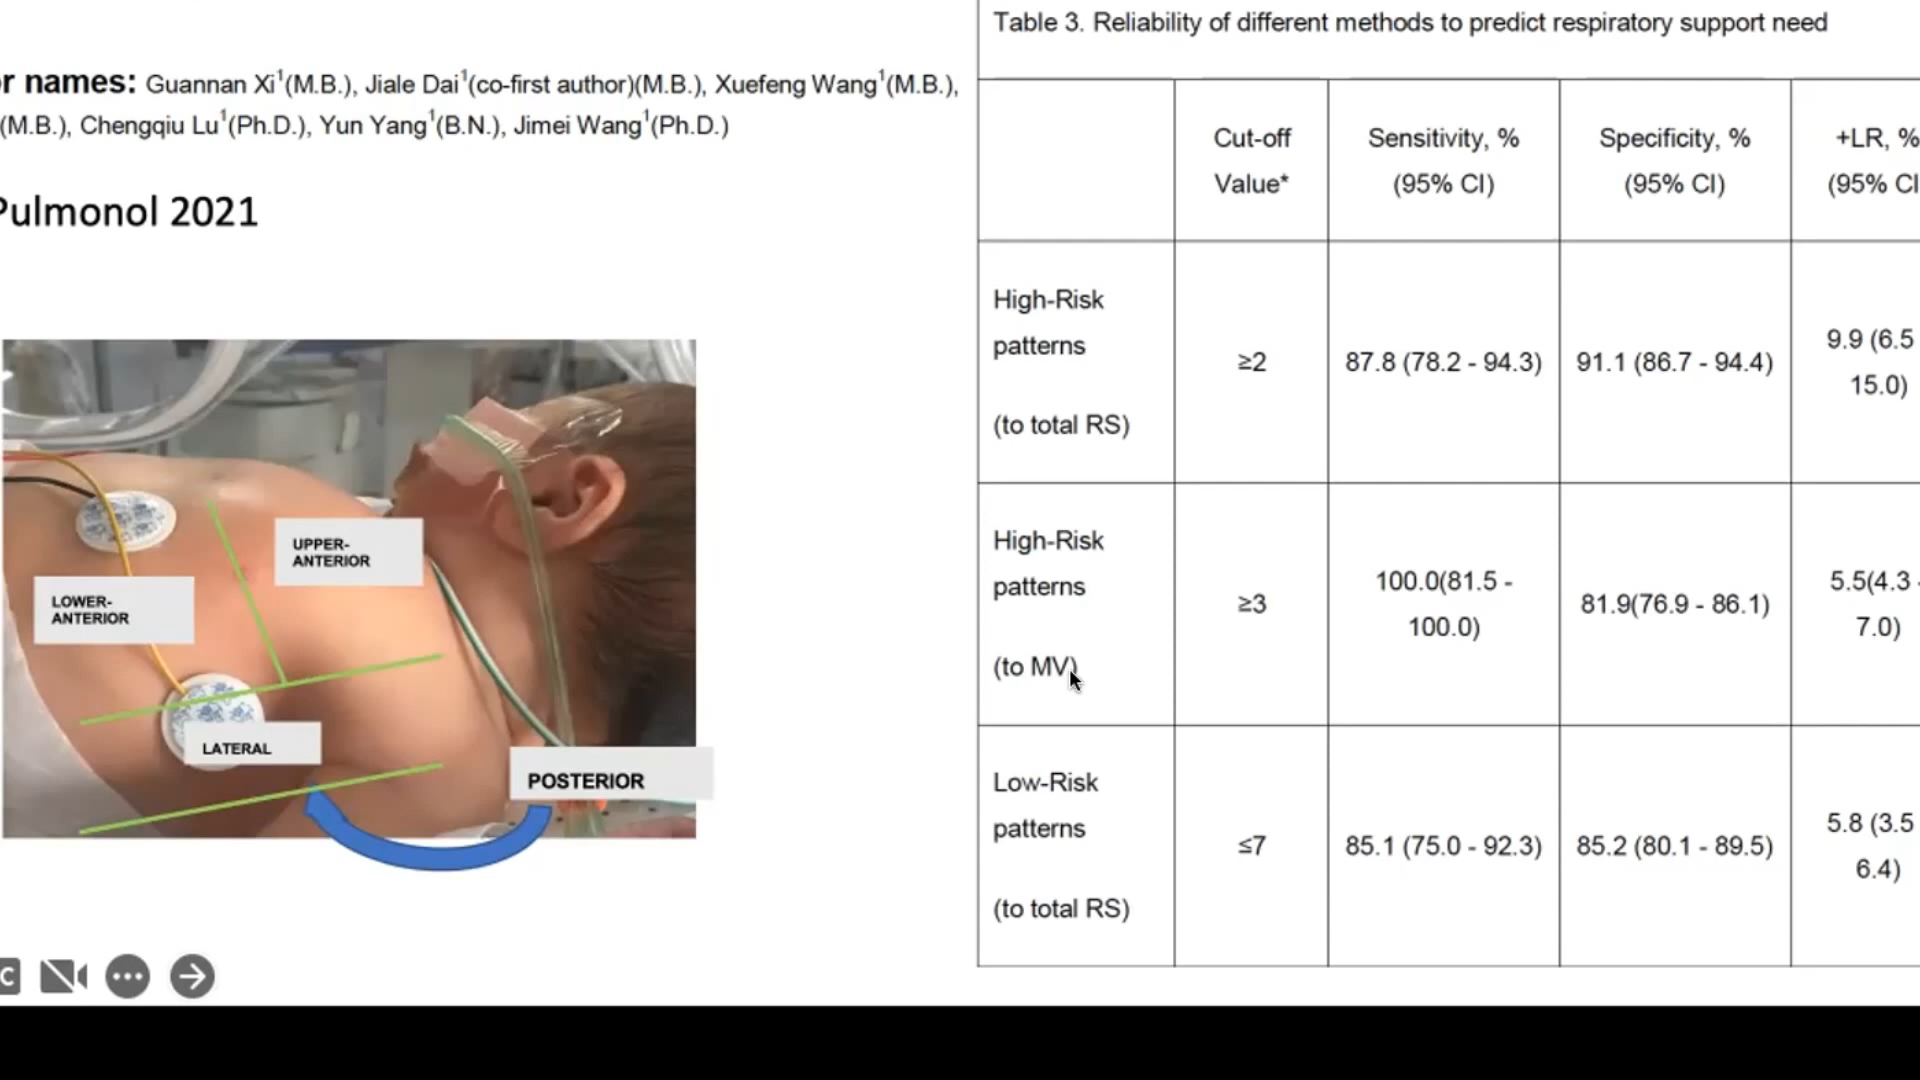 r names: Guannan Xi¹(M.B.), Jiale Dai¹(co-first author)(M.B.), Xuefeng Wang¹(M.B.),
(M.B.), Chengqiu Lu¹(Ph.D.), Yun Yang¹(B.N.), Jimei Wang¹(Ph.D.)
Pulmonol 2021
UPPER-
ANTERIOR
LOWER-
ANTERIOR
LATERAL
POSTERIOR
Table 3. Reliability of different methods to predict respiratory support need
Cut-off
Value*
Sensitivity, %
(95% CI)
Specificity, %
(95% CI)
+LR, %
(95% CI
High-Risk
patterns
(to total RS)
≥2
87.8 (78.2 - 94.3)
91.1 (86.7 - 94.4)
9.9 (6.5
15.0)
High-Risk
patterns
(to MV)
≥3
100.0(81.5 -
100.0)
81.9(76.9 - 86.1)
5.5(4.3 -
7.0)
Low-Risk
patterns
(to total RS)
≤7
85.1 (75.0 - 92.3)
85.2 (80.1 - 89.5)
5.8 (3.5
6.4)
C